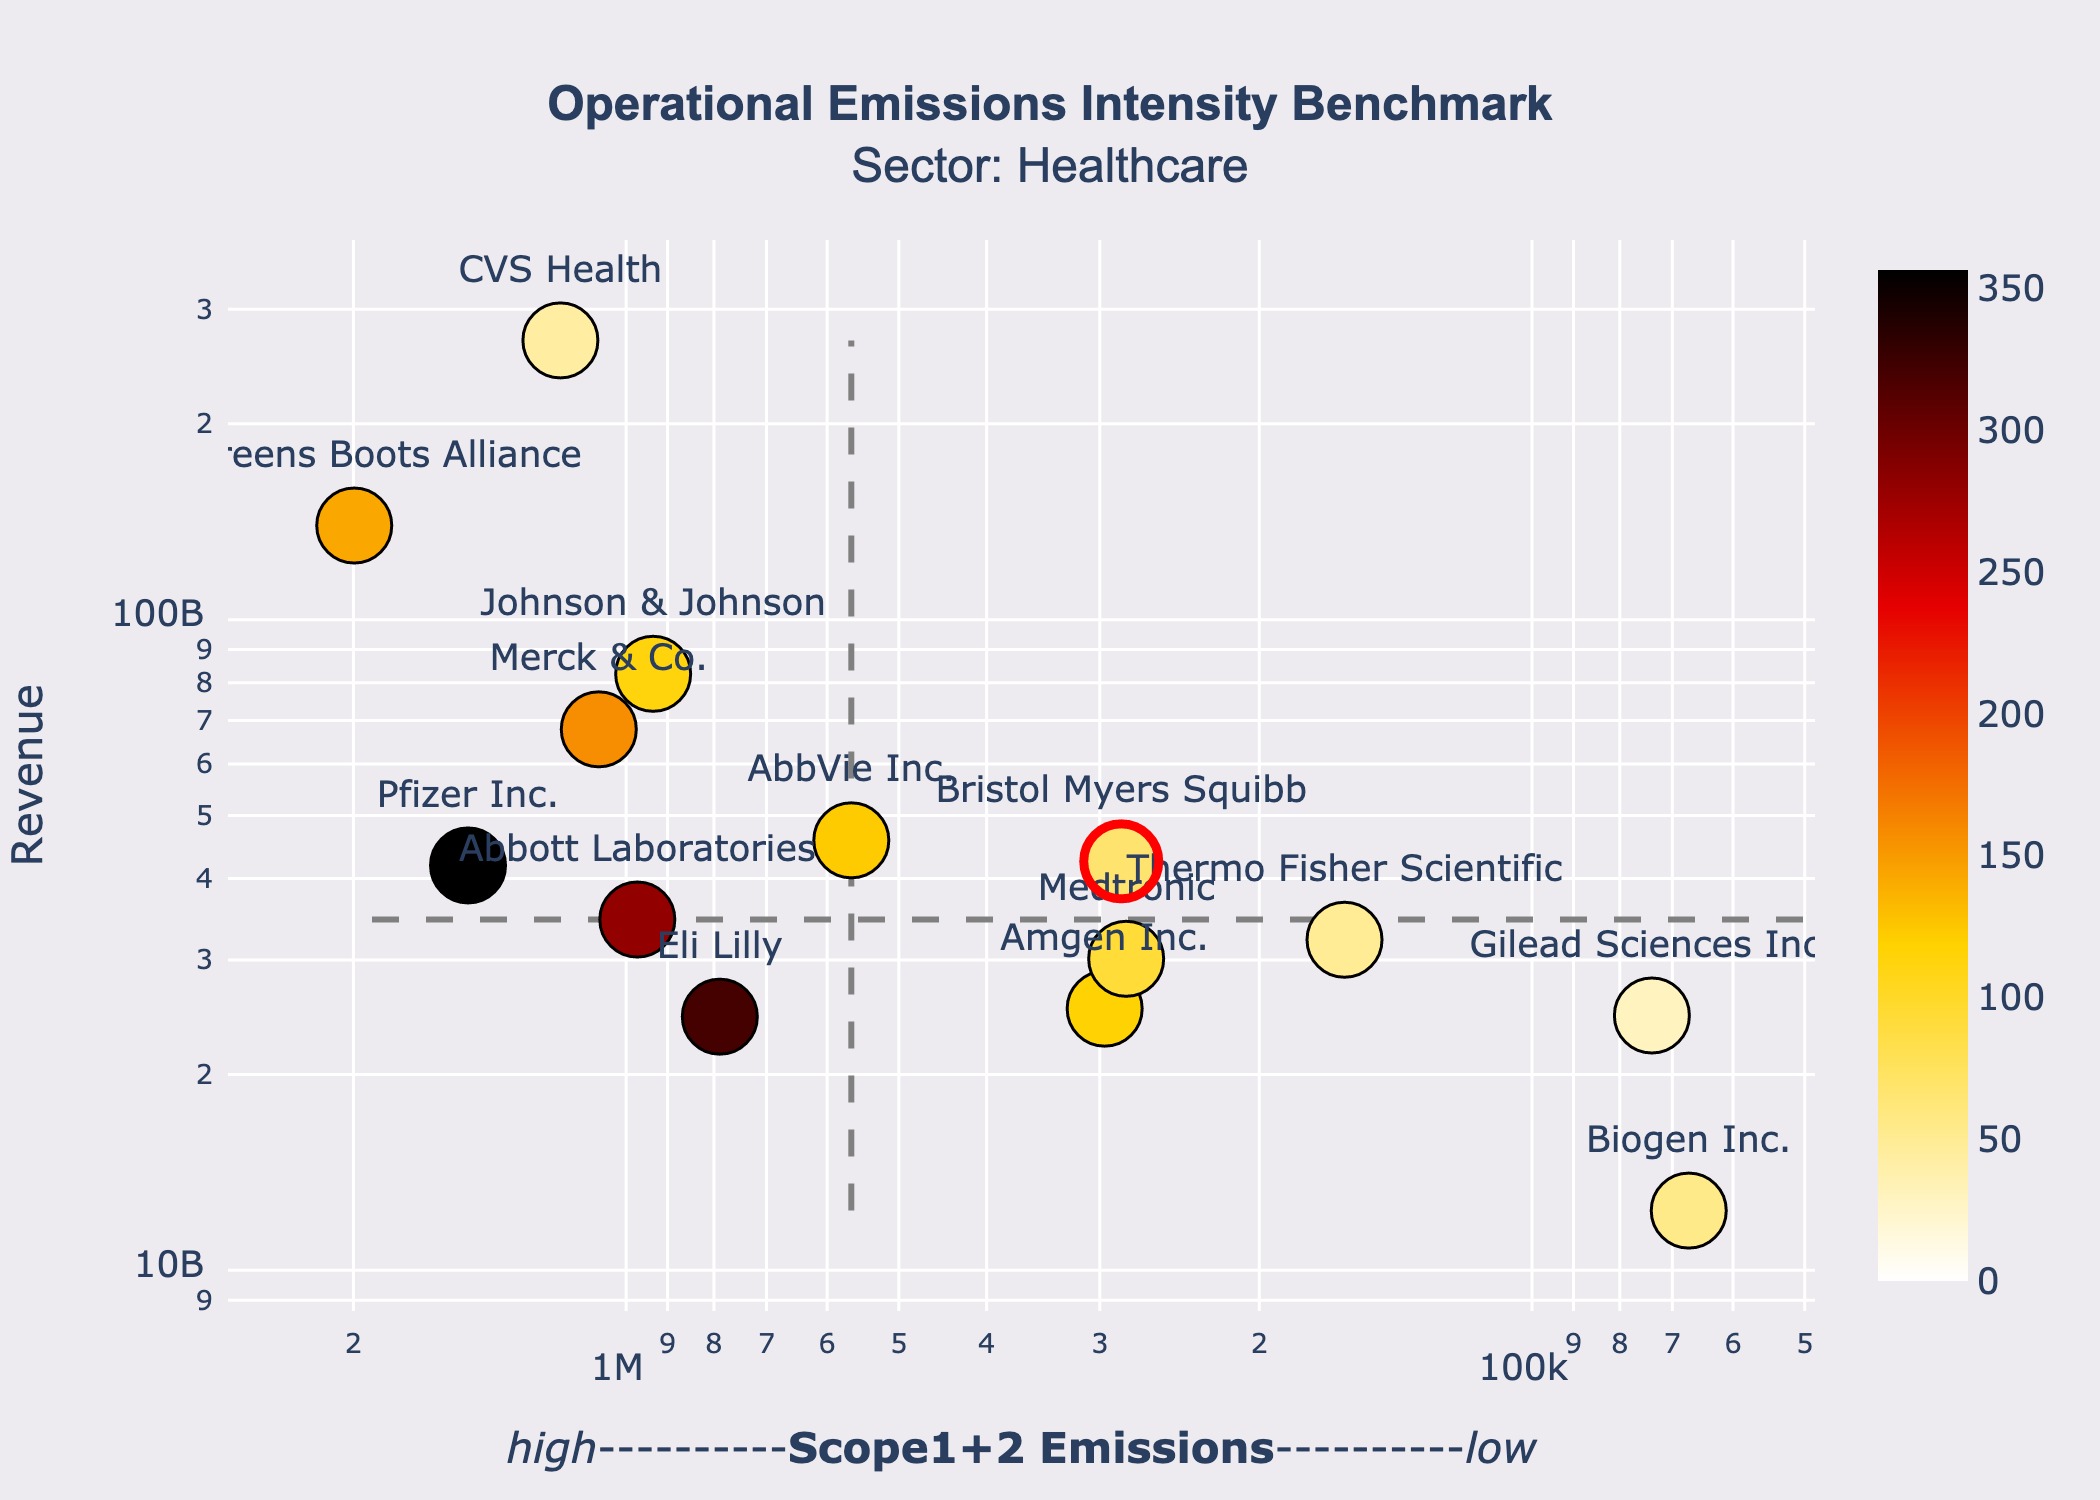 Operational Emissions Intensity Benchmark
Sector: Healthcare
CVS Health
reens Boots Alliance
Johnson & Johnson
Merck & Co.
AbbVie Inc.
Bristol Myers Squibb
Pfizer Inc.
Abbott Laboratories
Thermo Fisher Scientific
Medtronic
Amgen Inc.
Eli Lilly
Gilead Sciences Inc
Biogen Inc.
Revenue
3
2
100B
9
8
7
6
5
4
3
2
10B
9
2
1M
9
8
7
6
5
4
3
2
100k
9
8
7
6
5
high----------Scope1+2 Emissions----------low
350
300
250
200
150
100
50
0